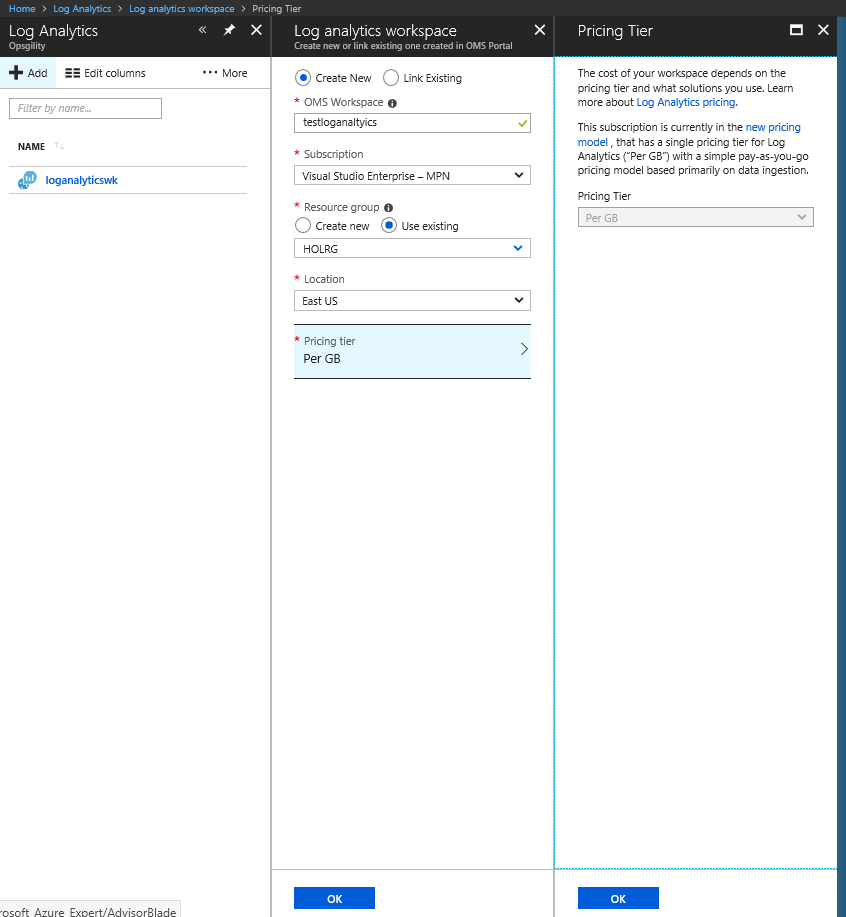 Home > Log Analytics > Log analytics workspace > Pricing Tier
Log Analytics
Opsgility
Add
Edit columns
More
Filter by name...
NAME
loganalyticswk
Log analytics workspace
Create new or link existing one created in OMS Portal
Create New
Link Existing
* OMS Workspace
testloganaltyics
* Subscription
Visual Studio Enterprise – MPN
* Resource group
Create new
Use existing
HOLRG
* Location
East US
* Pricing tier
Per GB
OK
Pricing Tier
The cost of your workspace depends on the
pricing tier and what solutions you use. Learn
more about Log Analytics pricing.
This subscription is currently in the new pricing
model , that has a single pricing tier for Log
Analytics (“Per GB”) with a simple pay-as-you-go
pricing model based primarily on data ingestion.
Pricing Tier
Per GB
OK
rosoft_Azure_Expert/AdvisorBlade